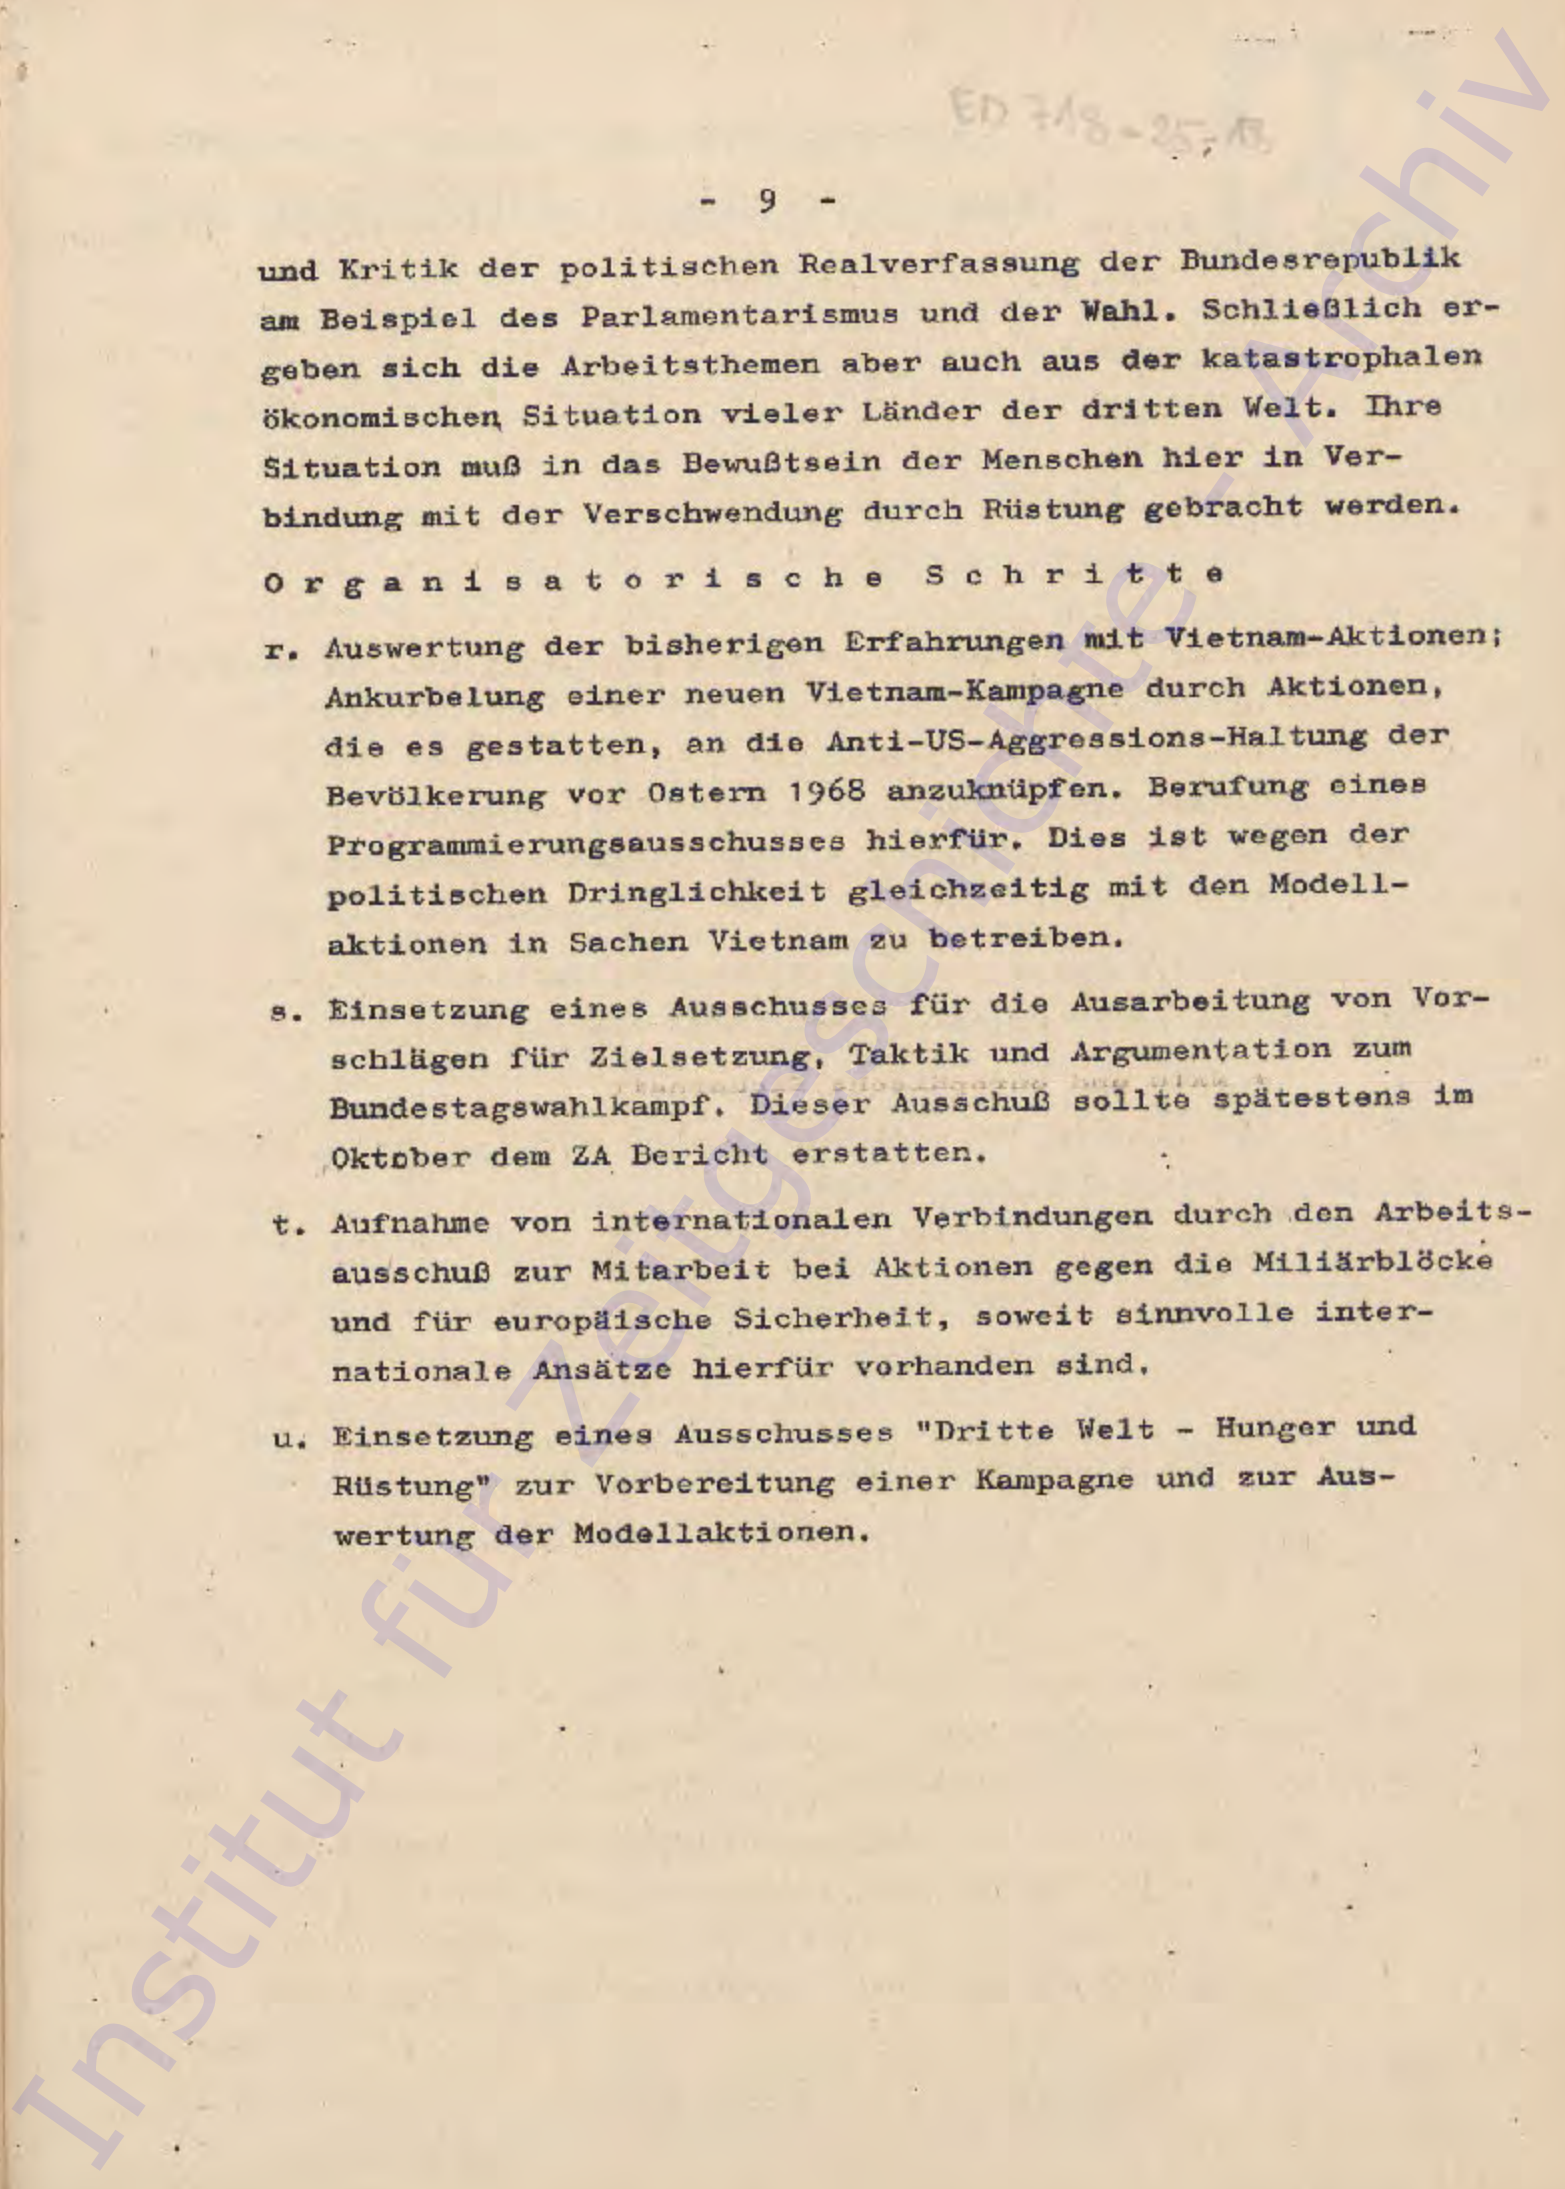 ED 718-25-13
- 9 -
und Kritik der politischen Realverfassung der Bundesrepublik
am Beispiel des Parlamentarismus und der Wahl. Schließlich er-
geben sich die Arbeitsthemen aber auch aus der katastrophalen
ökonomischen Situation vieler Länder der dritten Welt. Ihre
Situation muß in das Bewußtsein der Menschen hier in Ver-
bindung mit der Verschwendung durch Rüstung gebracht werden.
O r g a n i s a t o r i s c h e  S c h r i t t e
r. Auswertung der bisherigen Erfahrungen mit Vietnam-Aktionen;
Ankurbelung einer neuen Vietnam-Kampagne durch Aktionen,
die es gestatten, an die Anti-US-Aggressions-Haltung der
Bevölkerung vor Ostern 1968 anzuknüpfen. Berufung eines
Programmierungsausschusses hierfür. Dies ist wegen der
politischen Dringlichkeit gleichzeitig mit den Modell-
aktionen in Sachen Vietnam zu betreiben.
s. Einsetzung eines Ausschusses für die Ausarbeitung von Vor-
schlägen für Zielsetzung, Taktik und Argumentation zum
Bundestagswahlkampf. Dieser Ausschuß sollte spätestens im
Oktober dem ZA Bericht erstatten.
t. Aufnahme von internationalen Verbindungen durch den Arbeits-
ausschuß zur Mitarbeit bei Aktionen gegen die Miliärblöcke
und für europäische Sicherheit, soweit sinnvolle inter-
nationale Ansätze hierfür vorhanden sind.
u. Einsetzung eines Ausschusses "Dritte Welt - Hunger und
Rüstung" zur Vorbereitung einer Kampagne und zur Aus-
wertung der Modellaktionen.
Institut für Zeitgeschichte - Archiv